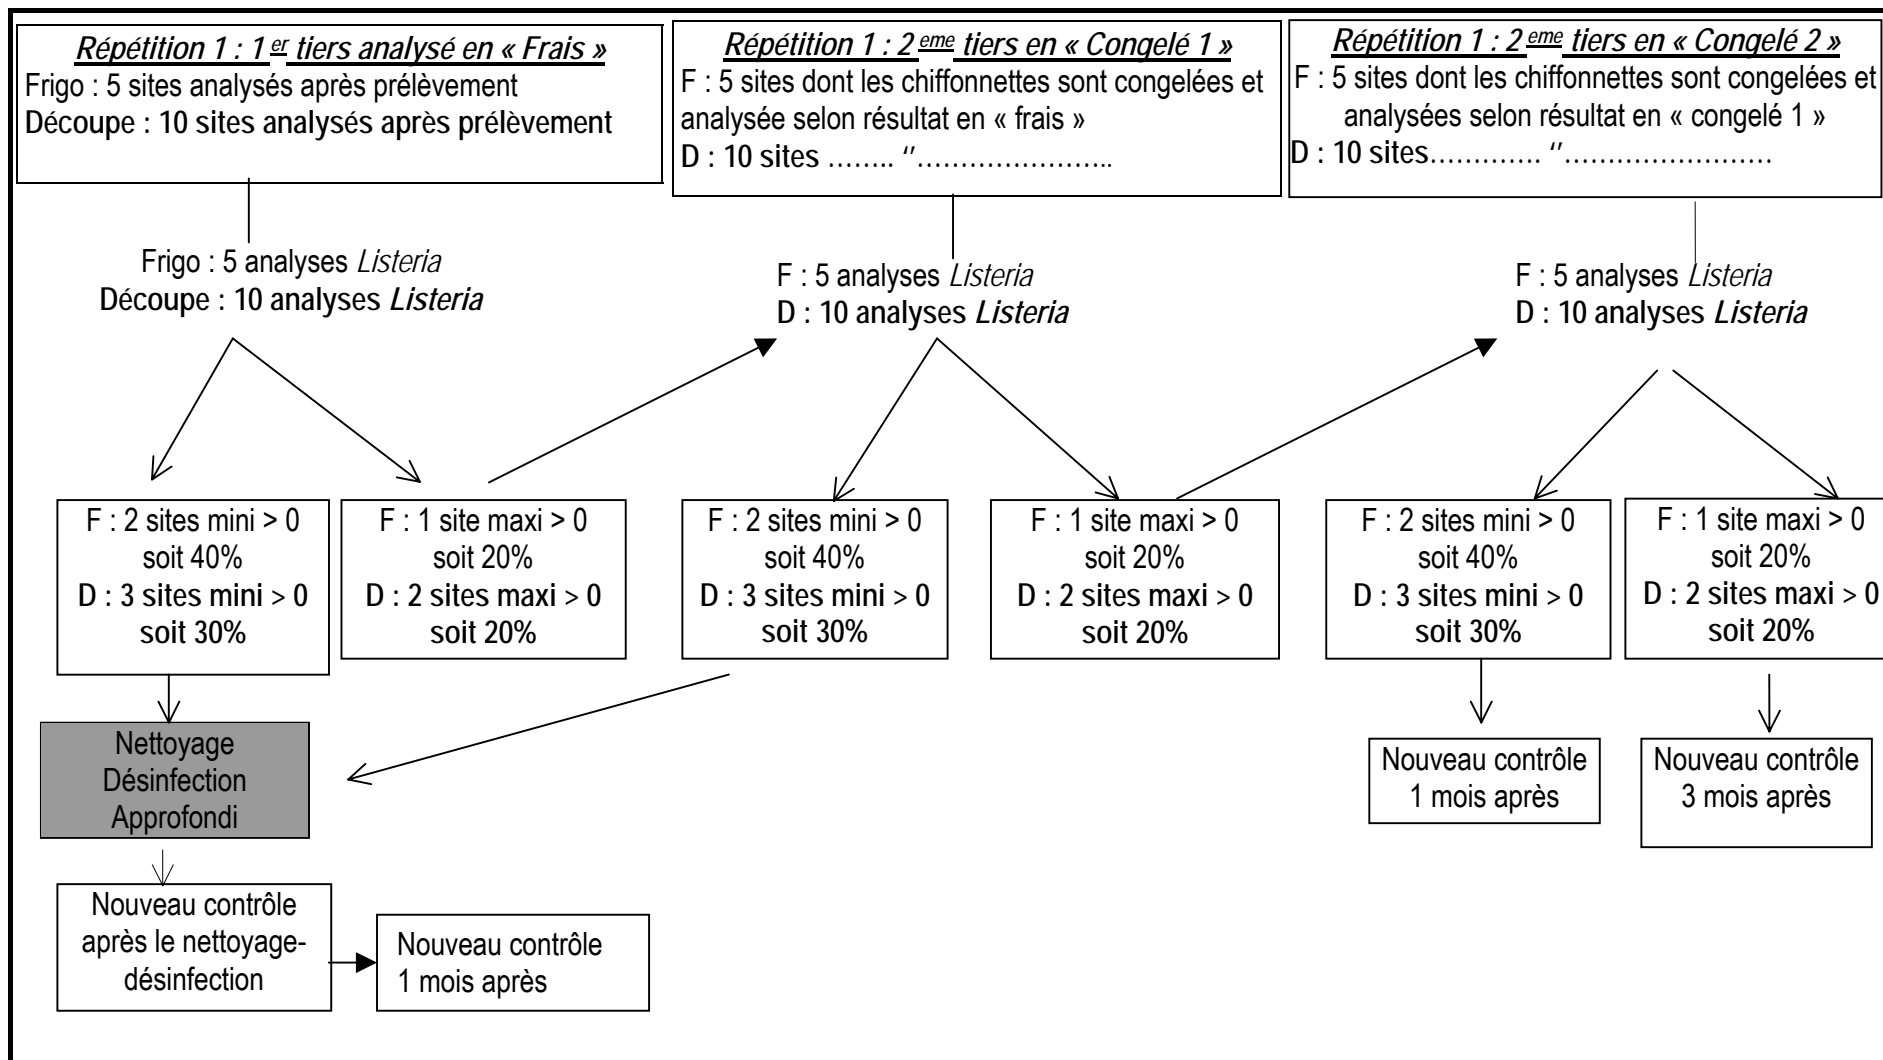 Répétition 1 : 1er tiers analysé en « Frais »
Frigo : 5 sites analysés après prélèvement
Découpe : 10 sites analysés après prélèvement
Répétition 1 : 2eme tiers en « Congelé 1 »
F : 5 sites dont les chiffonnettes sont congelées et
analysée selon résultat en « frais »
D : 10 sites …….. ‘’…………………..
Répétition 1 : 2eme tiers en « Congelé 2 »
F : 5 sites dont les chiffonnettes sont congelées et
analysées selon résultat en « congelé 1 »
D : 10 sites…………. ‘’……………………
Frigo : 5 analyses Listeria
Découpe : 10 analyses Listeria
F : 5 analyses Listeria
D : 10 analyses Listeria
F : 5 analyses Listeria
D : 10 analyses Listeria
F : 2 sites mini > 0
soit 40%
D : 3 sites mini > 0
soit 30%
F : 1 site maxi > 0
soit 20%
D : 2 sites maxi > 0
soit 20%
F : 2 sites mini > 0
soit 40%
D : 3 sites mini > 0
soit 30%
F : 1 site maxi > 0
soit 20%
D : 2 sites maxi > 0
soit 20%
F : 2 sites mini > 0
soit 40%
D : 3 sites mini > 0
soit 30%
F : 1 site maxi > 0
soit 20%
D : 2 sites maxi > 0
soit 20%
Nettoyage
Désinfection
Approfondi
Nouveau contrôle
1 mois après
Nouveau contrôle
3 mois après
Nouveau contrôle
après le nettoyage-
désinfection
Nouveau contrôle
1 mois après